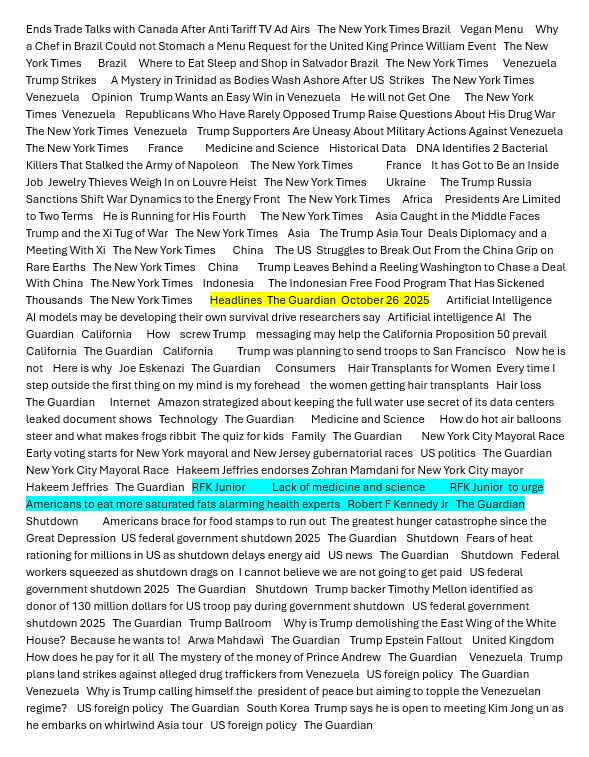 Ends Trade Talks with Canada After Anti Tariff TV Ad Airs The New York Times Brazil Vegan Menu Why
a Chef in Brazil Could not Stomach a Menu Request for the United King Prince William Event The New
York Times Brazil Where to Eat Sleep and Shop in Salvador Brazil The New York Times Venezuela
Trump Strikes A Mystery in Trinidad as Bodies Wash Ashore After US Strikes The New York Times
Venezuela Opinion Trump Wants an Easy Win in Venezuela He will not Get One The New York
Times Venezuela Republicans Who Have Rarely Opposed Trump Raise Questions About His Drug War
The New York Times Venezuela Trump Supporters Are Uneasy About Military Actions Against Venezuela
The New York Times France Medicine and Science Historical Data DNA Identifies 2 Bacterial
Killers That Stalked the Army of Napoleon The New York Times France It has Got to Be an Inside
Job Jewelry Thieves Weigh In on Louvre Heist The New York Times Ukraine The Trump Russia
Sanctions Shift War Dynamics to the Energy Front The New York Times Africa Presidents Are Limited
to Two Terms He is Running for His Fourth The New York Times Asia Caught in the Middle Faces
Trump and the Xi Tug of War The New York Times Asia The Trump Asia Tour Deals Diplomacy and a
Meeting With Xi The New York Times China The US Struggles to Break Out From the China Grip on
Rare Earths The New York Times China Trump Leaves Behind a Reeling Washington to Chase a Deal
With China The New York Times Indonesia The Indonesian Free Food Program That Has Sickened
Thousands The New York Times Headlines The Guardian October 26 2025 Artificial Intelligence
AI models may be developing their own survival drive researchers say Artificial intelligence AI The
Guardian California How screw Trump messaging may help the California Proposition 50 prevail
California The Guardian California Trump was planning to send troops to San Francisco Now he is
not Here is why Joe Eskenazi The Guardian Consumers Hair Transplants for Women Every time I
step outside the first thing on my mind is my forehead the women getting hair transplants Hair loss
The Guardian Internet Amazon strategized about keeping the full water use secret of its data centers
leaked document shows Technology The Guardian Medicine and Science How do hot air balloons
steer and what makes frogs ribbit The quiz for kids Family The Guardian New York City Mayoral Race
Early voting starts for New York mayoral and New Jersey gubernatorial races US politics The Guardian
New York City Mayoral Race Hakeem Jeffries endorses Zohran Mamdani for New York City mayor
Hakeem Jeffries The Guardian RFK Junior Lack of medicine and science RFK Junior to urge
Americans to eat more saturated fats alarming health experts Robert F Kennedy Jr The Guardian
Shutdown Americans brace for food stamps to run out The greatest hunger catastrophe since the
Great Depression US federal government shutdown 2025 The Guardian Shutdown Fears of heat
rationing for millions in US as shutdown delays energy aid US news The Guardian Shutdown Federal
workers squeezed as shutdown drags on I cannot believe we are not going to get paid US federal
government shutdown 2025 The Guardian Shutdown Trump backer Timothy Mellon identified as
donor of 130 million dollars for US troop pay during government shutdown US federal government
shutdown 2025 The Guardian Trump Ballroom Why is Trump demolishing the East Wing of the White
House? Because he wants to! Arwa Mahdawi The Guardian Trump Epstein Fallout United Kingdom
How does he pay for it all The mystery of the money of Prince Andrew The Guardian Venezuela Trump
plans land strikes against alleged drug traffickers from Venezuela US foreign policy The Guardian
Venezuela Why is Trump calling himself the president of peace but aiming to topple the Venezuelan
regime? US foreign policy The Guardian South Korea Trump says he is open to meeting Kim Jong un as
he embarks on whirlwind Asia tour US foreign policy The Guardian